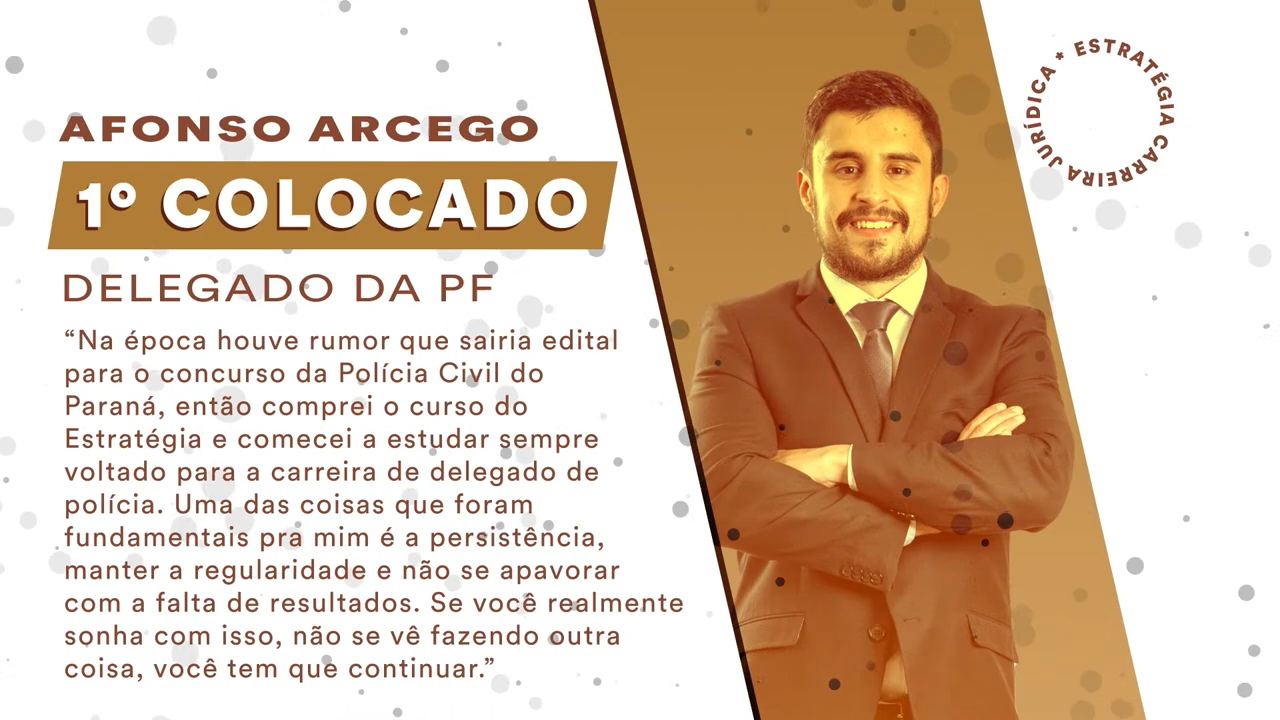 AFONSO ARCEGO
1º COLOCADO
DELEGADO DA PF
“Na época houve rumor que sairia edital
para o concurso da Polícia Civil do
Paraná, então comprei o curso do
Estratégia e comecei a estudar sempre
voltado para a carreira de delegado de
polícia. Uma das coisas que foram
fundamentais pra mim é a persistência,
manter a regularidade e não se apavorar
com a falta de resultados. Se você realmente
sonha com isso, não se vê fazendo outra
coisa, você tem que continuar.”
* ESTRATÉGIA CARREIRA JURÍDICA